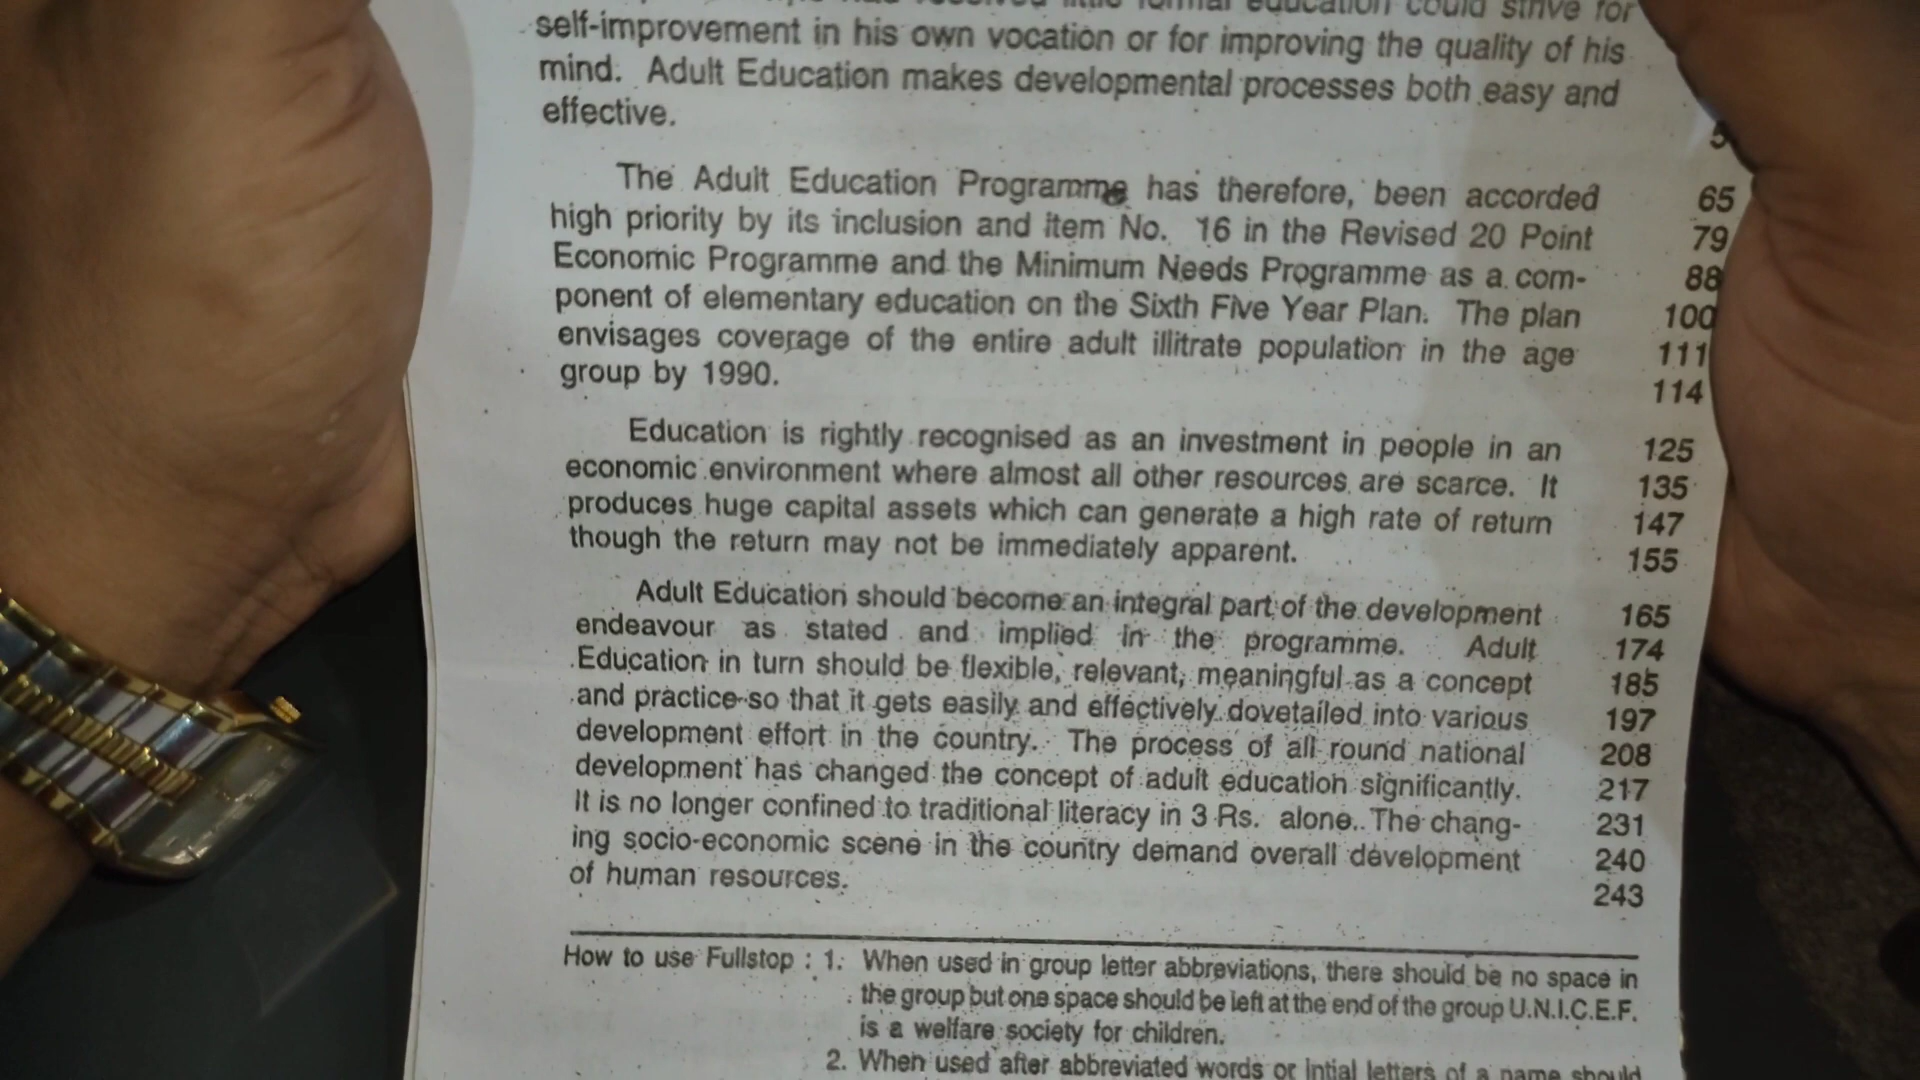 received little formal education could strive for
self-improvement in his own vocation or for improving the quality of his
mind. Adult Education makes developmental processes both easy and
effective.
The Adult Education Programme has therefore, been accorded 65
high priority by its inclusion and item No. 16 in the Revised 20 Point 79
Economic Programme and the Minimum Needs Programme as a com- 88
ponent of elementary education on the Sixth Five Year Plan. The plan 100
envisages coverage of the entire adult illitrate population in the age 111
group by 1990. 114
Education is rightly recognised as an investment in people in an 125
economic environment where almost all other resources are scarce. It 135
produces huge capital assets which can generate a high rate of return 147
though the return may not be immediately apparent. 155
Adult Education should become an integral part of the development 165
endeavour as stated and implied in the programme. Adult 174
Education in turn should be flexible, relevant, meaningful as a concept 185
and practice so that it gets easily and effectively dovetailed into various 197
development effort in the country. The process of all round national 208
development has changed the concept of adult education significantly. 217
It is no longer confined to traditional literacy in 3 Rs. alone.. The chang- 231
ing socio-economic scene in the country demand overall development 240
of human resources. 243
How to use Fullstop : 1. When used in group letter abbreviations, there should be no space in
the group but one space should be left at the end of the group U.N.I.C.E.F.
is a welfare society for children.
2. When used after abbreviated words or intial letters of a name should